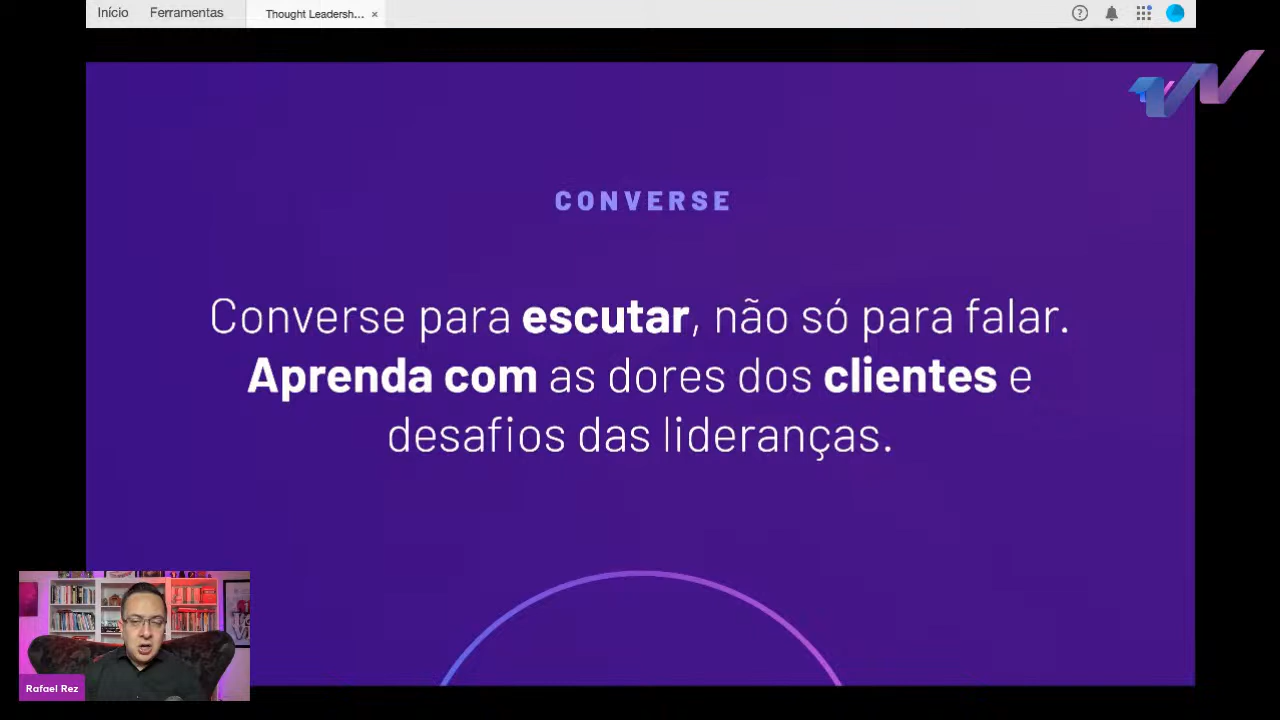 Início Ferramentas Thought Leadersh... ×
CONVERSE
Converse para escutar, não só para falar.
Aprenda com as dores dos clientes e
desafios das lideranças.
Rafael Rez